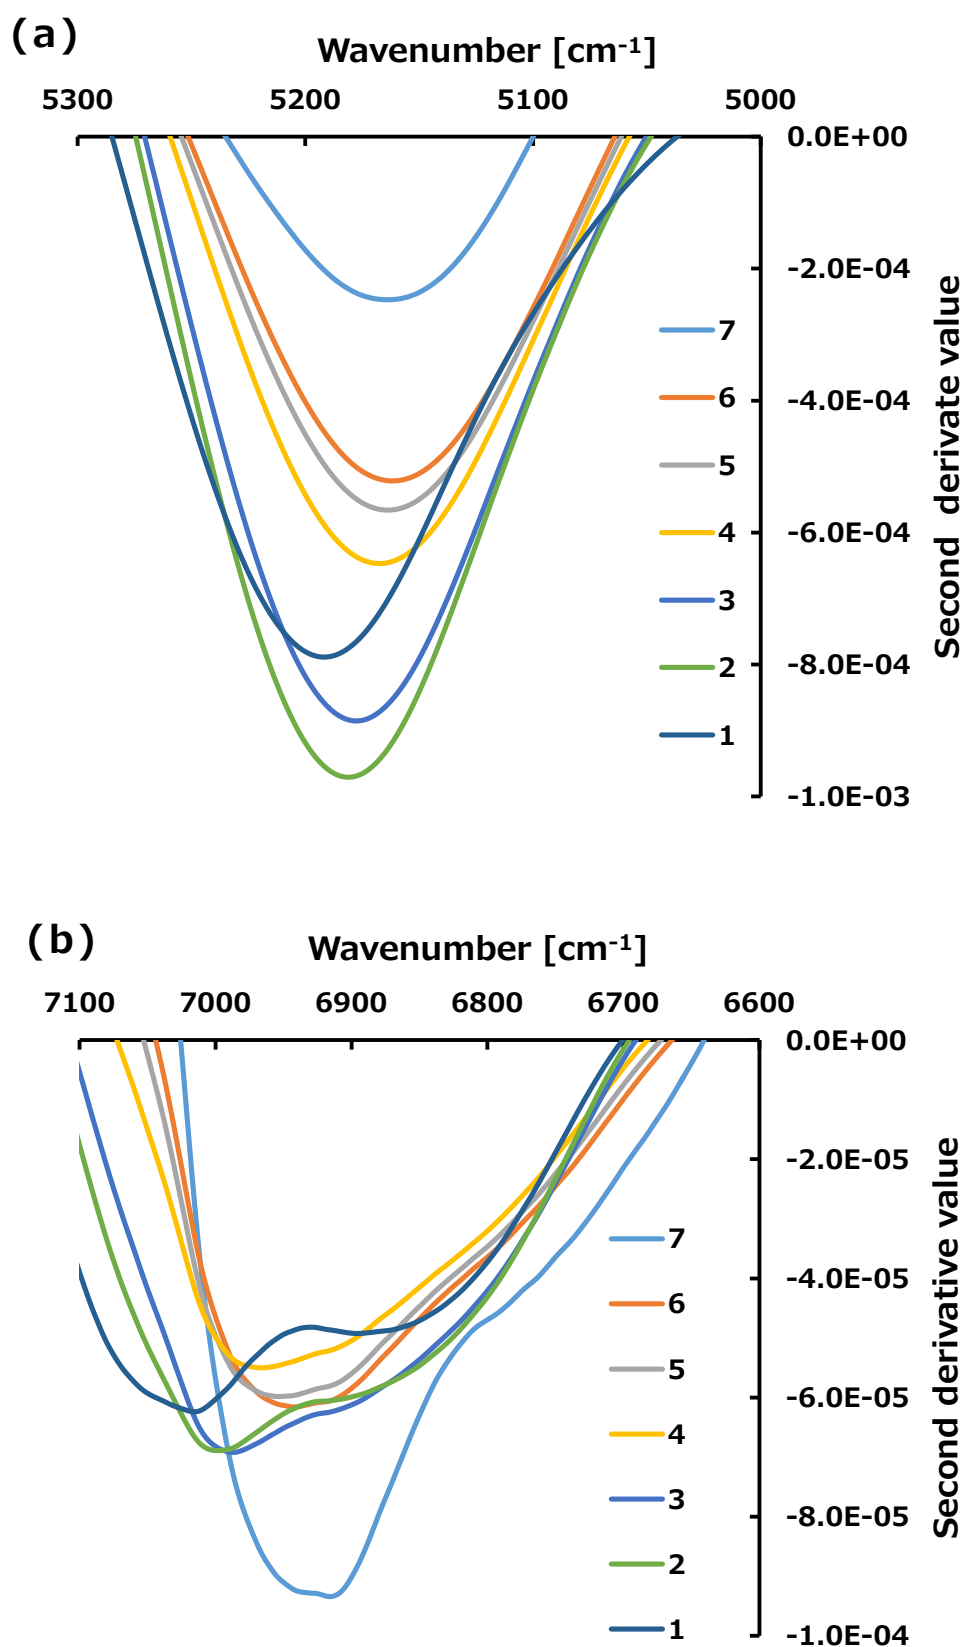 (a)
Wavenumber [cm⁻¹]
5300 5200 5100 5000
0.0E+00
-2.0E-04
-4.0E-04
-6.0E-04
-8.0E-04
-1.0E-03
Second derivate value
7
6
5
4
3
2
1
(b)
Wavenumber [cm⁻¹]
7100 7000 6900 6800 6700 6600
0.0E+00
-2.0E-05
-4.0E-05
-6.0E-05
-8.0E-05
-1.0E-04
Second derivative value
7
6
5
4
3
2
1